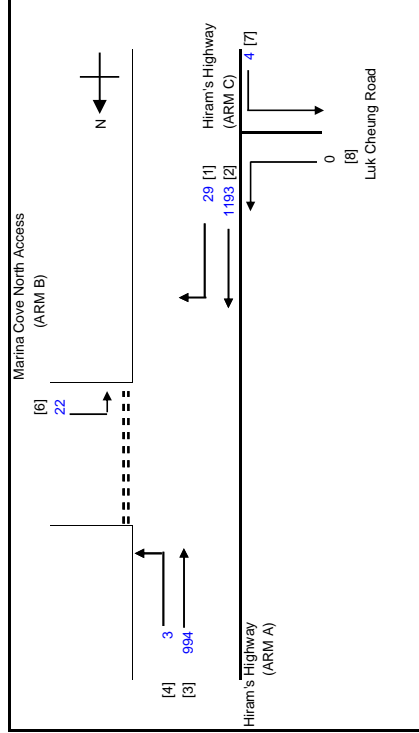 Marina Cove North Access
(ARM B)
N
[6]
22
Hiram's Highway
(ARM C)
29 [1]
1193 [2]
4 [7]
3
994
[4]
[3]
0
[8]
Luk Cheung Road
Hiram's Highway
(ARM A)